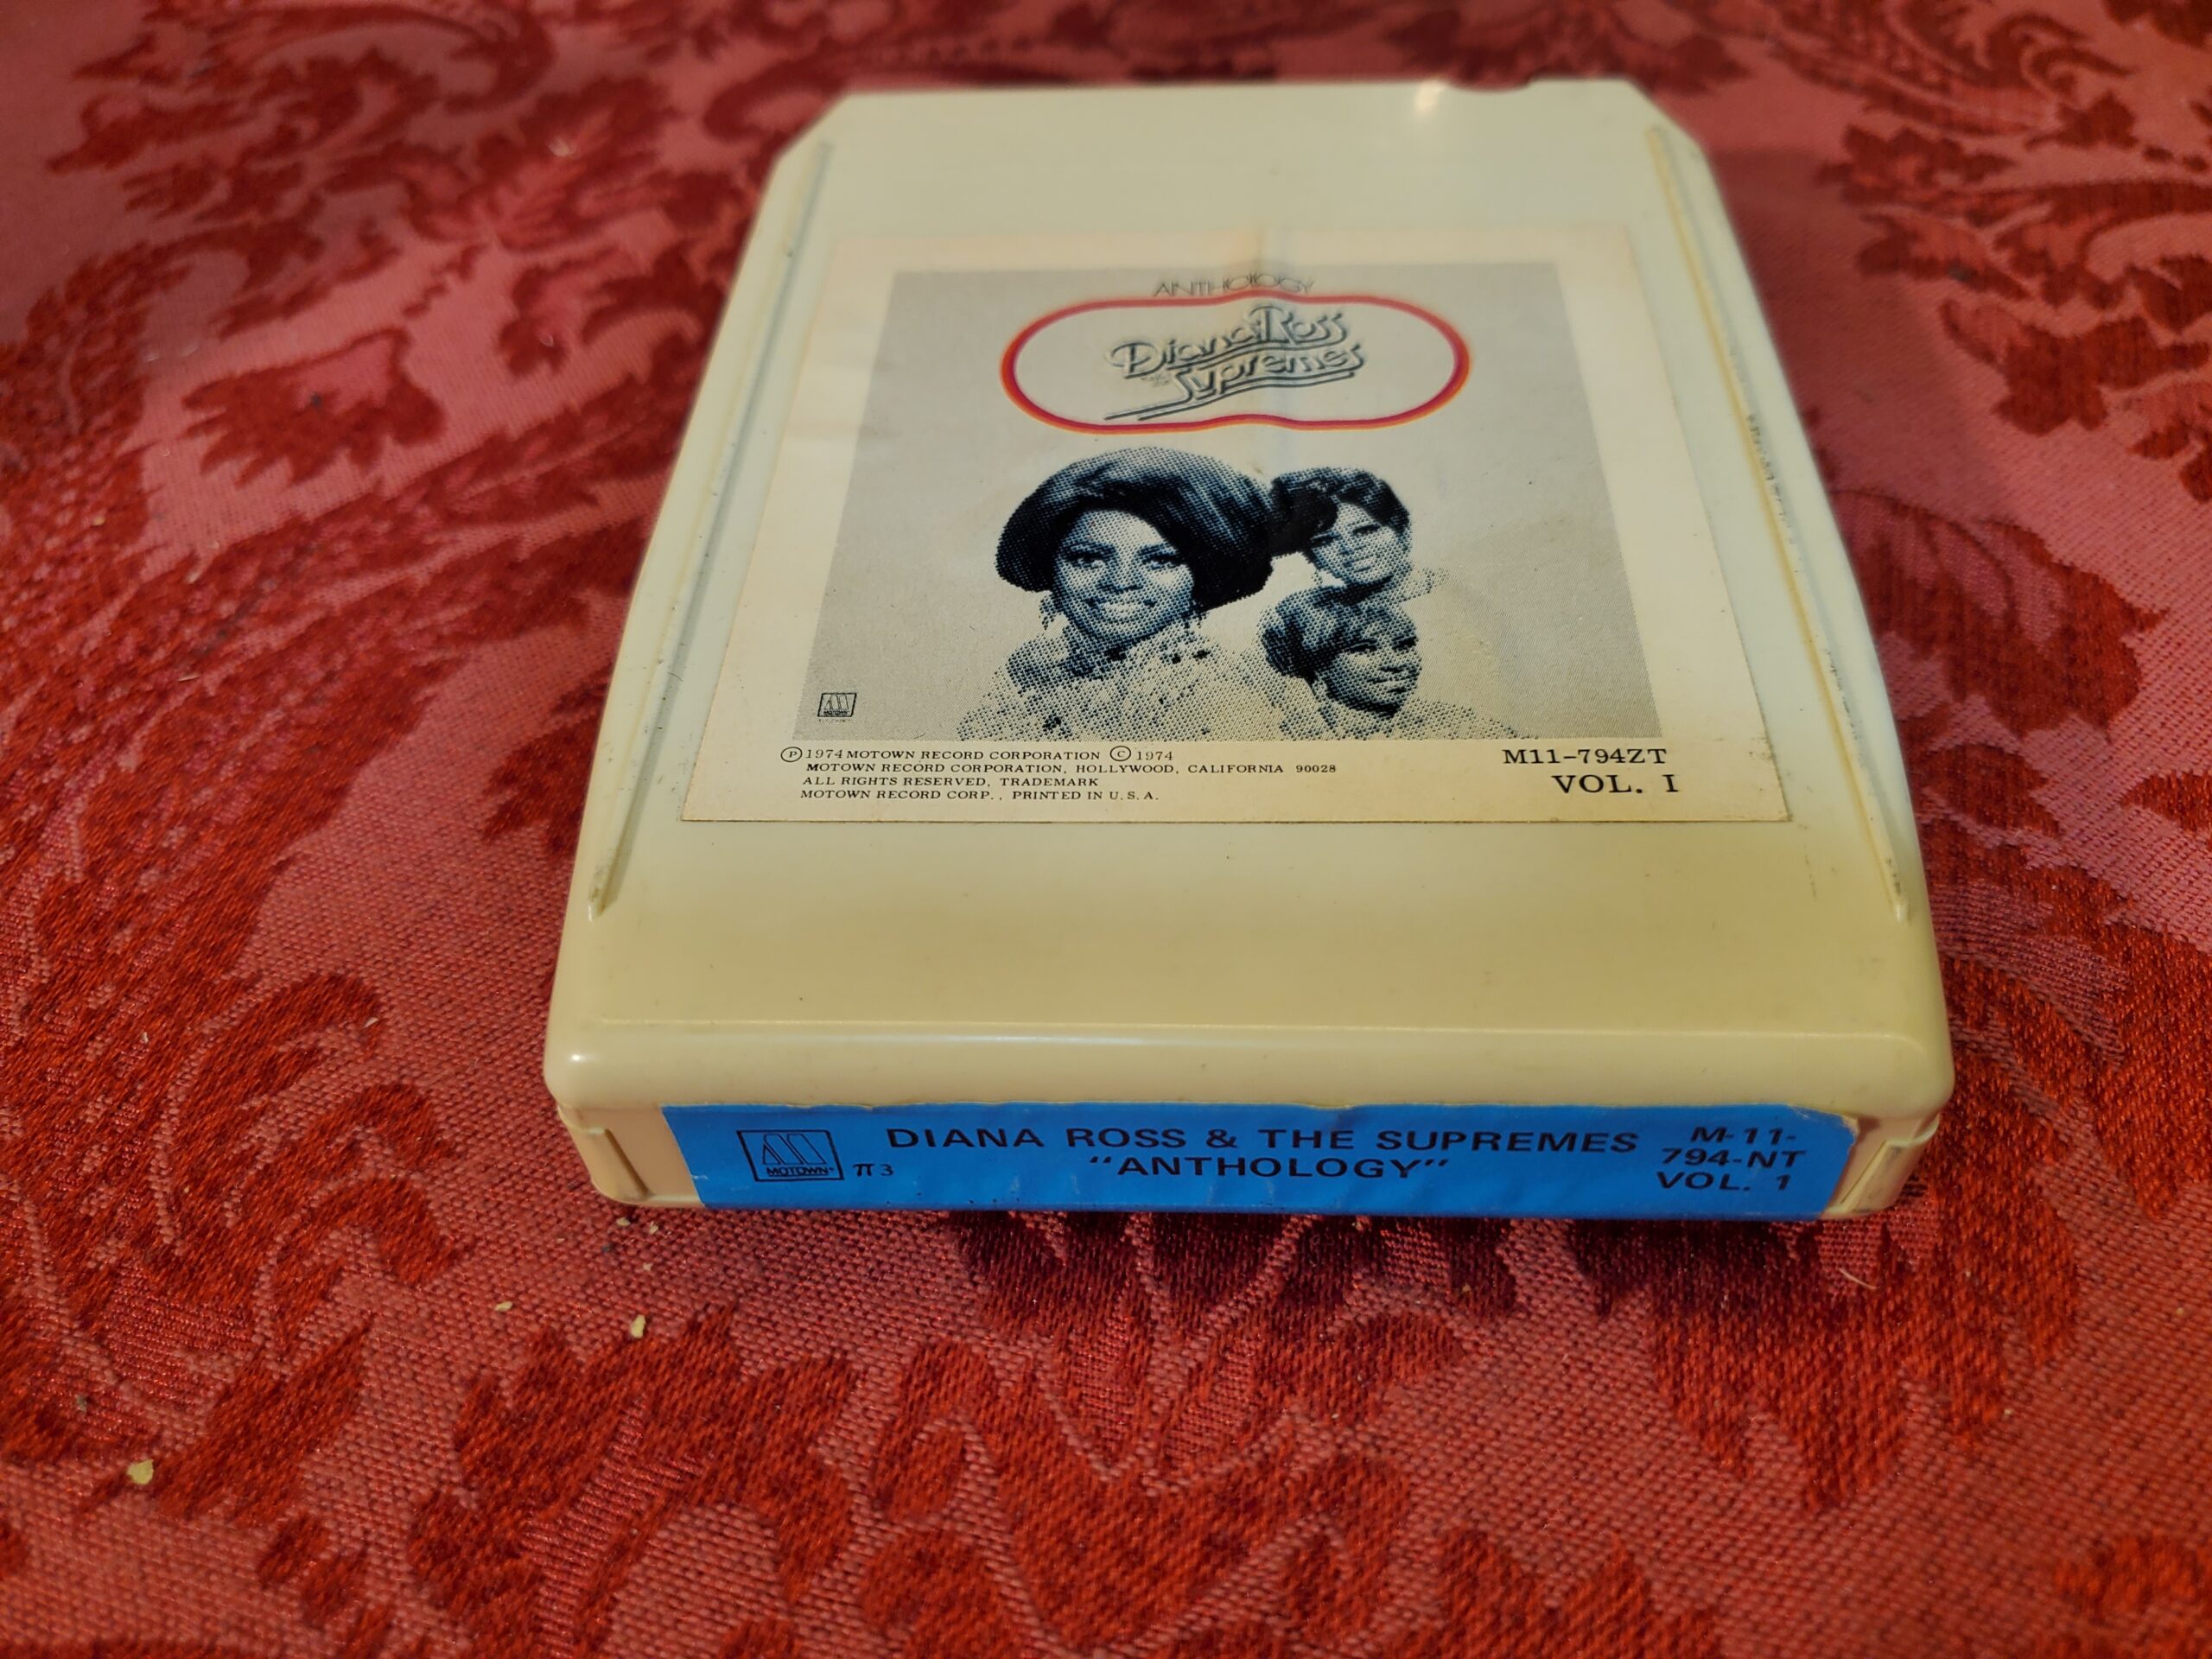 ANTHOLOGY
Diana Ross
Supremes
Ⓟ 1974 MOTOWN RECORD CORPORATION Ⓒ 1974
MOTOWN RECORD CORPORATION, HOLLYWOOD, CALIFORNIA 90028
ALL RIGHTS RESERVED, TRADEMARK
MOTOWN RECORD CORP., PRINTED IN U.S.A.
M11-794ZT
VOL. I
MOTOWN®
π 3
DIANA ROSS & THE SUPREMES
"ANTHOLOGY"
M-11-
794-NT
VOL. 1